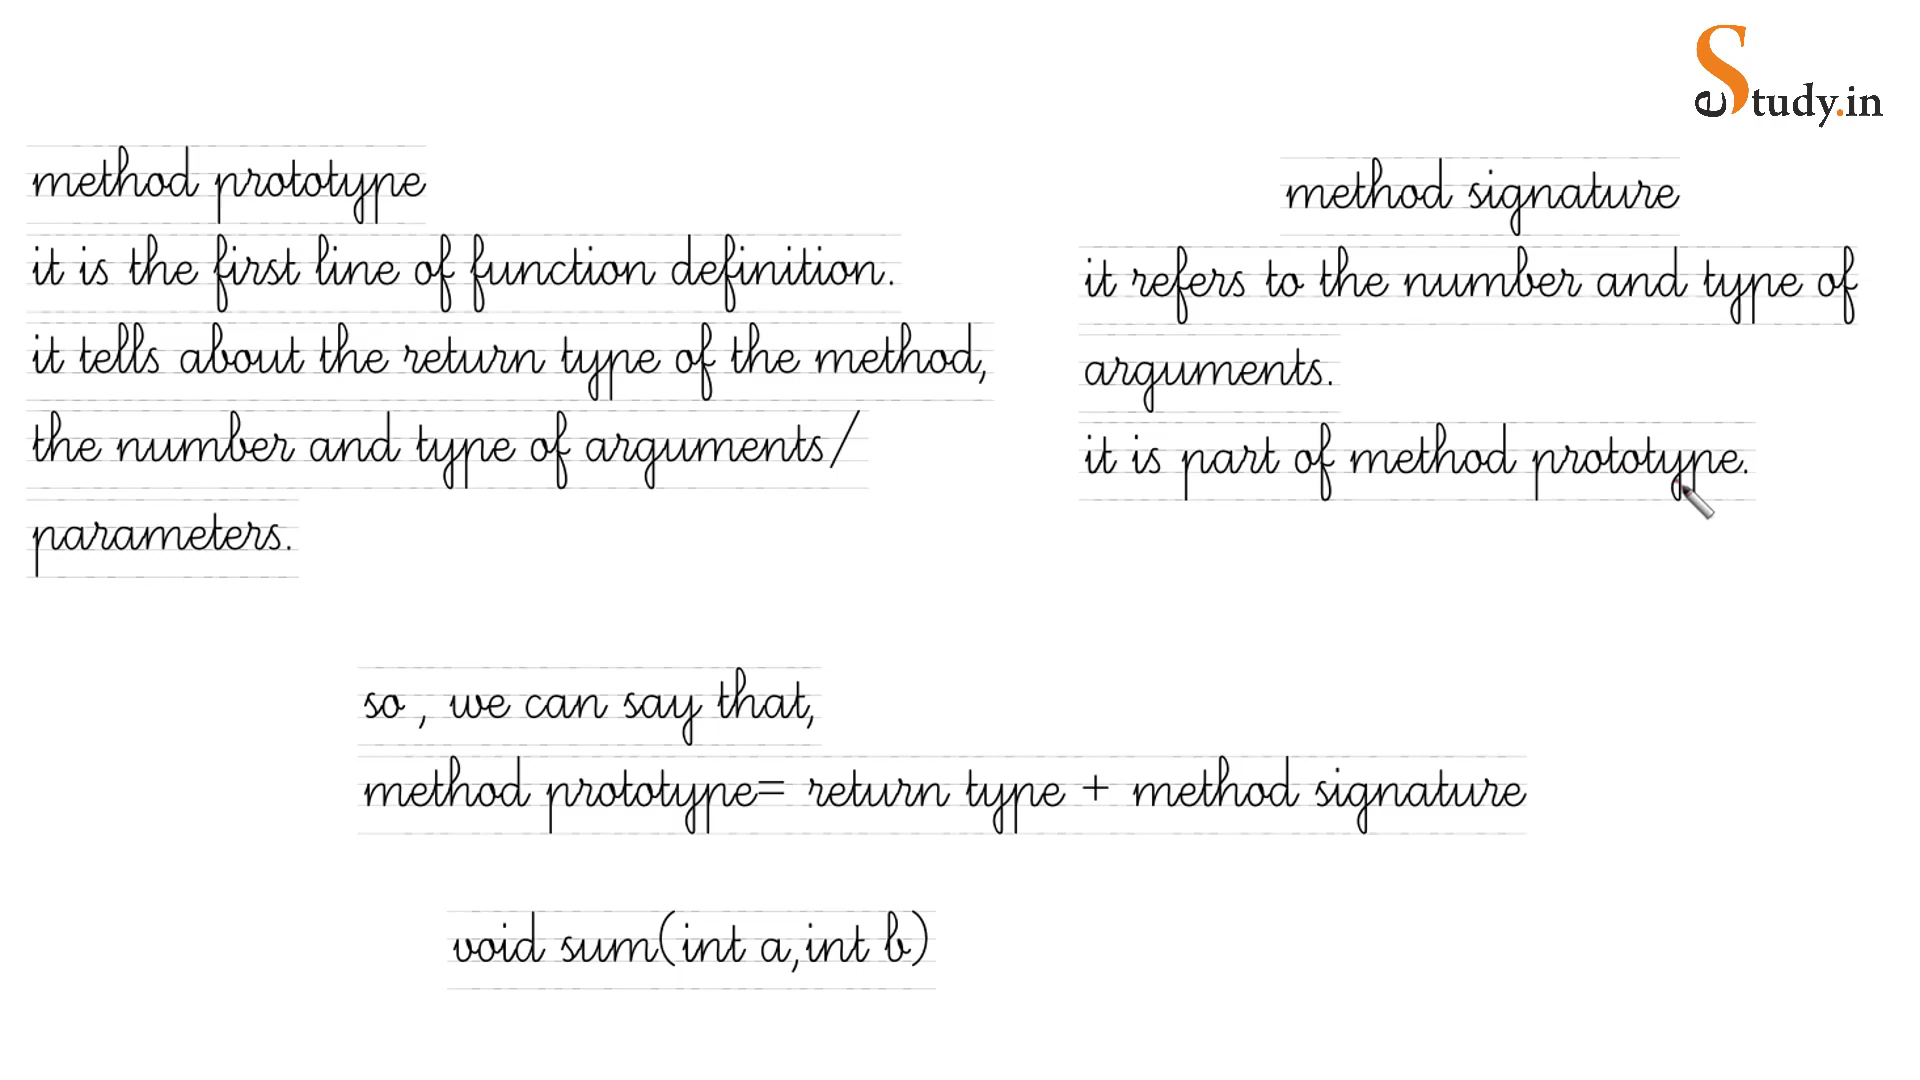 eStudy.in
method prototype
it is the first line of function definition.
it tells about the return type of the method,
the number and type of arguments/
parameters.
method signature
it refers to the number and type of
arguments.
it is part of method prototype.
so , we can say that,
method prototype= return type + method signature
void sum(int a,int b)